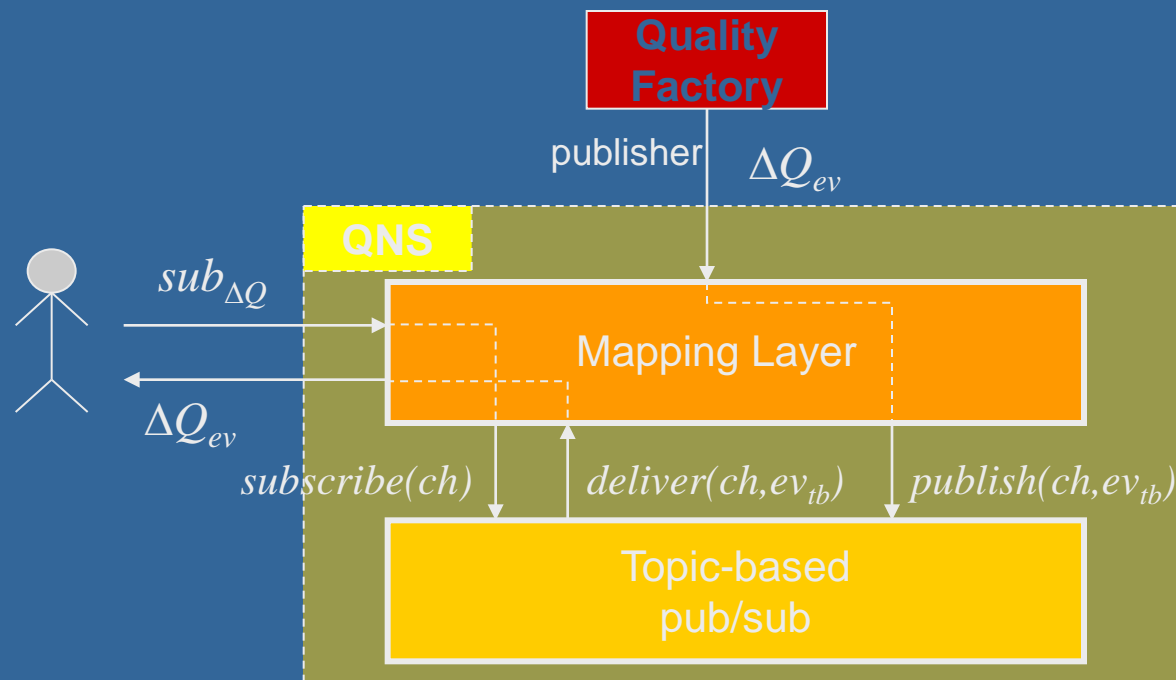 Quality
Factory
publisher
ΔQ_ev
QNS
sub_ΔQ
Mapping Layer
ΔQ_ev
subscribe(ch)
deliver(ch,ev_tb)
publish(ch,ev_tb)
Topic-based
pub/sub